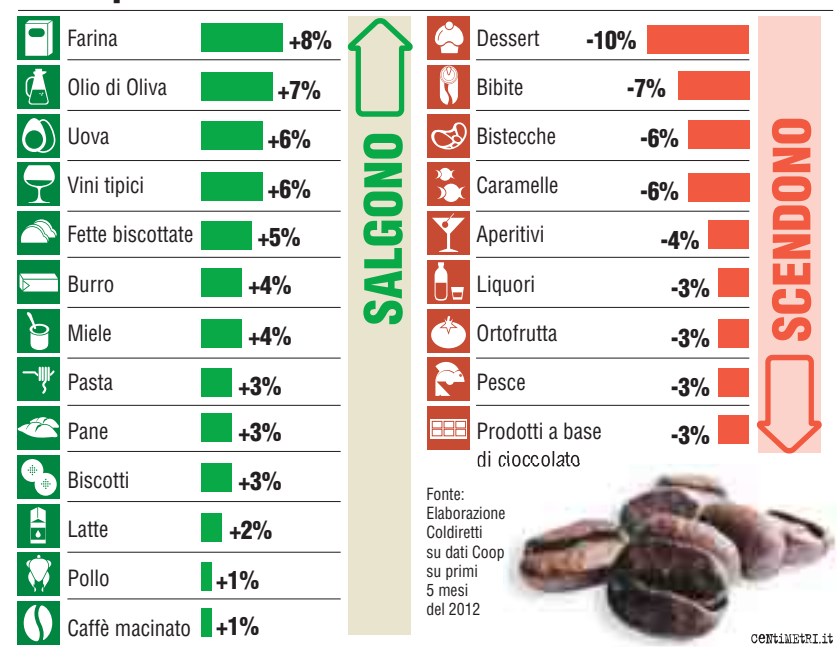 Farina +8%
Olio di Oliva +7%
Uova +6%
Vini tipici +6%
Fette biscottate +5%
Burro +4%
Miele +4%
Pasta +3%
Pane +3%
Biscotti +3%
Latte +2%
Pollo +1%
Caffè macinato +1%
SALGONO
Dessert -10%
Bibite -7%
Bistecche -6%
Caramelle -6%
Aperitivi -4%
Liquori -3%
Ortofrutta -3%
Pesce -3%
Prodotti a base -3%
di cioccolato
SCENDONO
Fonte:
Elaborazione
Coldiretti
su dati Coop
su primi
5 mesi
del 2012
CeNtiMetRI.it